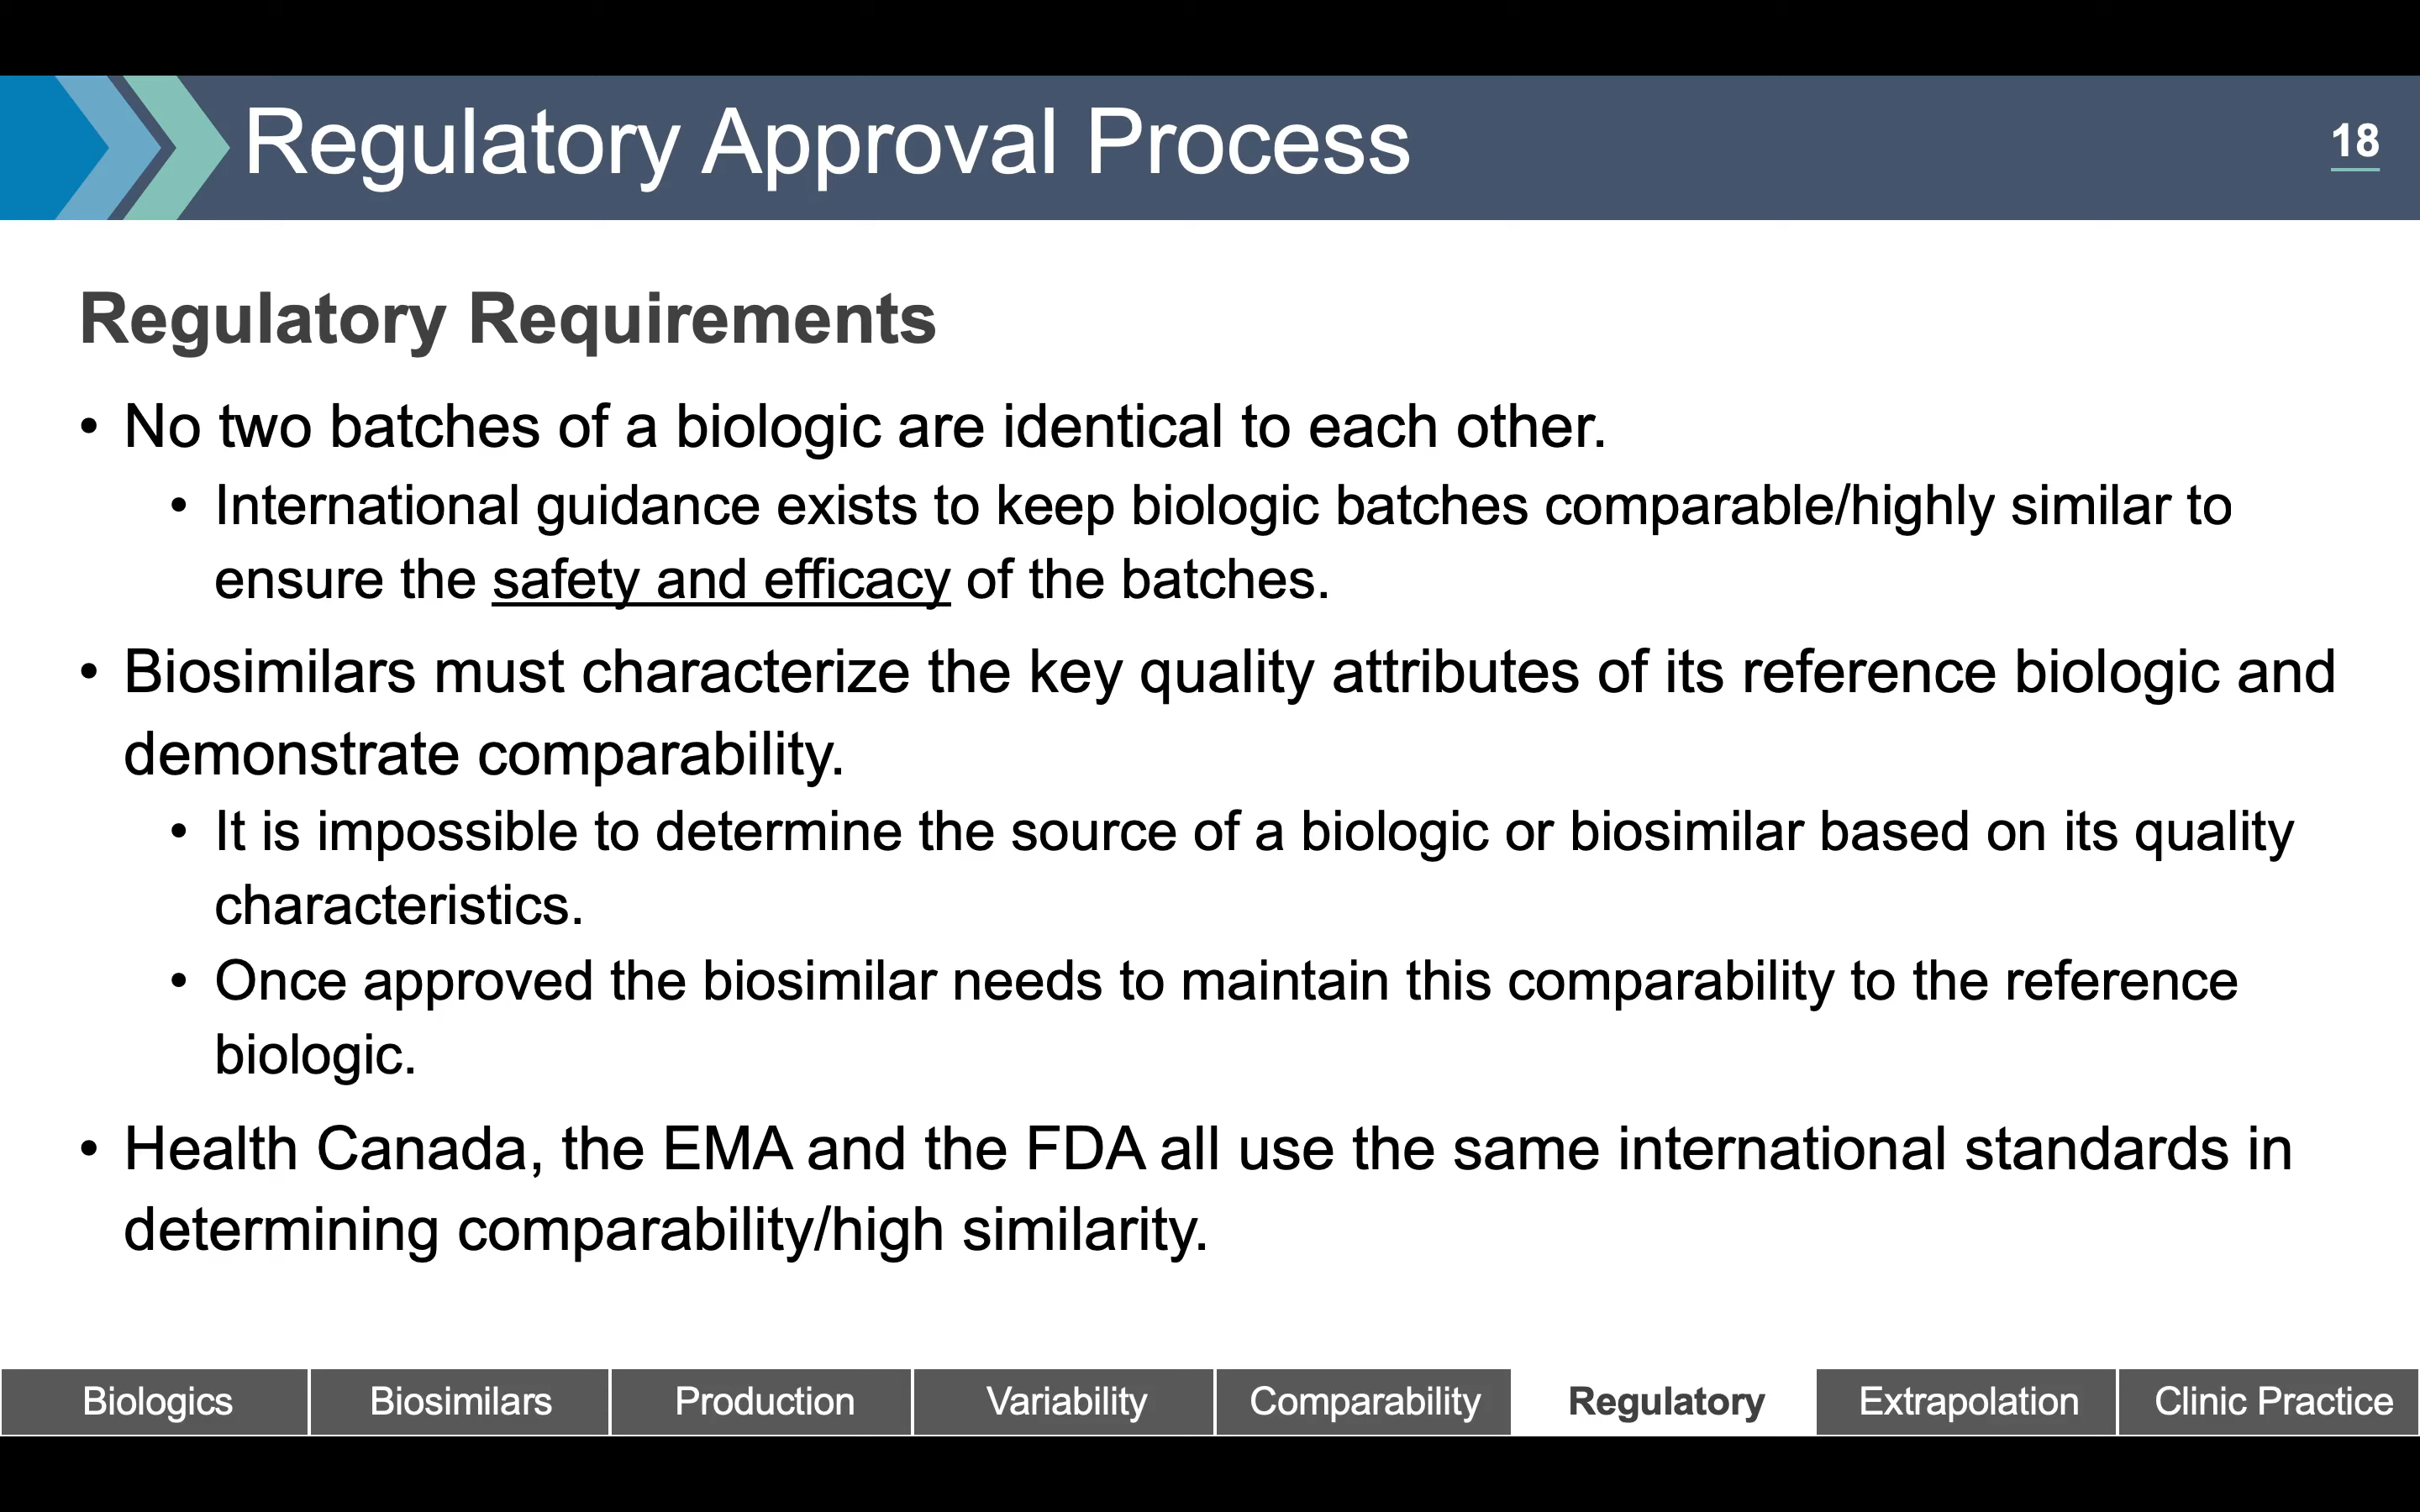 Regulatory Approval Process
18
Regulatory Requirements
• No two batches of a biologic are identical to each other.
• International guidance exists to keep biologic batches comparable/highly similar to
ensure the safety and efficacy of the batches.
• Biosimilars must characterize the key quality attributes of its reference biologic and
demonstrate comparability.
• It is impossible to determine the source of a biologic or biosimilar based on its quality
characteristics.
• Once approved the biosimilar needs to maintain this comparability to the reference
biologic.
• Health Canada, the EMA and the FDA all use the same international standards in
determining comparability/high similarity.
Biologics Biosimilars Production Variability Comparability Regulatory Extrapolation Clinic Practice